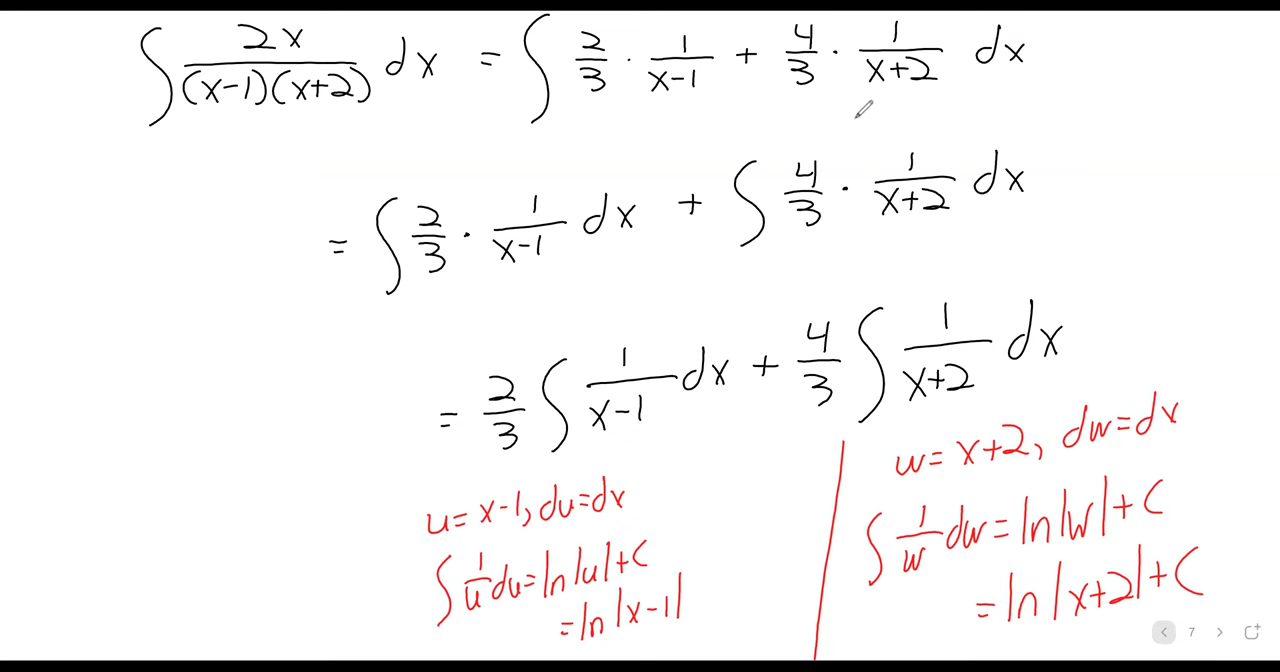 ∫ 2x/((x-1)(x+2)) dx = ∫ 2/3 · 1/(x-1) + 4/3 · 1/(x+2) dx
= ∫ 2/3 · 1/(x-1) dx + ∫ 4/3 · 1/(x+2) dx
= 2/3 ∫ 1/(x-1) dx + 4/3 ∫ 1/(x+2) dx
u = x-1, du = dx
∫ 1/u du = ln|u| + C
= ln|x-1|
w = x+2, dw = dx
∫ 1/w dw = ln|w| + C
= ln|x+2| + C
7